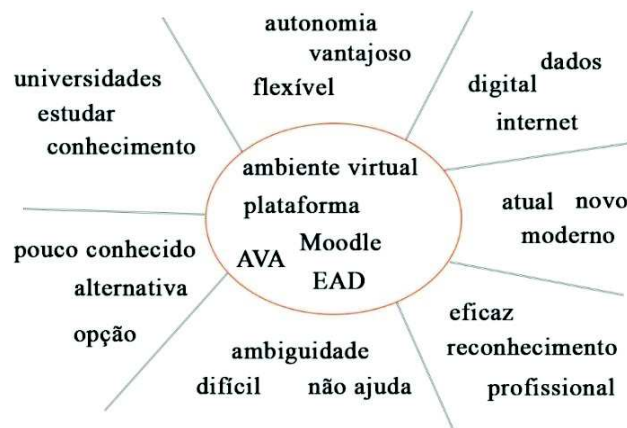 autonomia
vantajoso
flexível
dados
digital
internet
universidades
estudar
conhecimento
ambiente virtual
plataforma
Moodle
AVA
EAD
atual novo
moderno
pouco conhecido
alternativa
opção
ambiguidade
difícil não ajuda
eficaz
reconhecimento
profissional